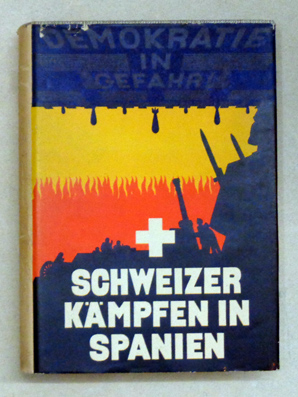 DEMOKRATIE
IN
GEFAHR
SCHWEIZER
KÄMPFEN IN
SPANIEN